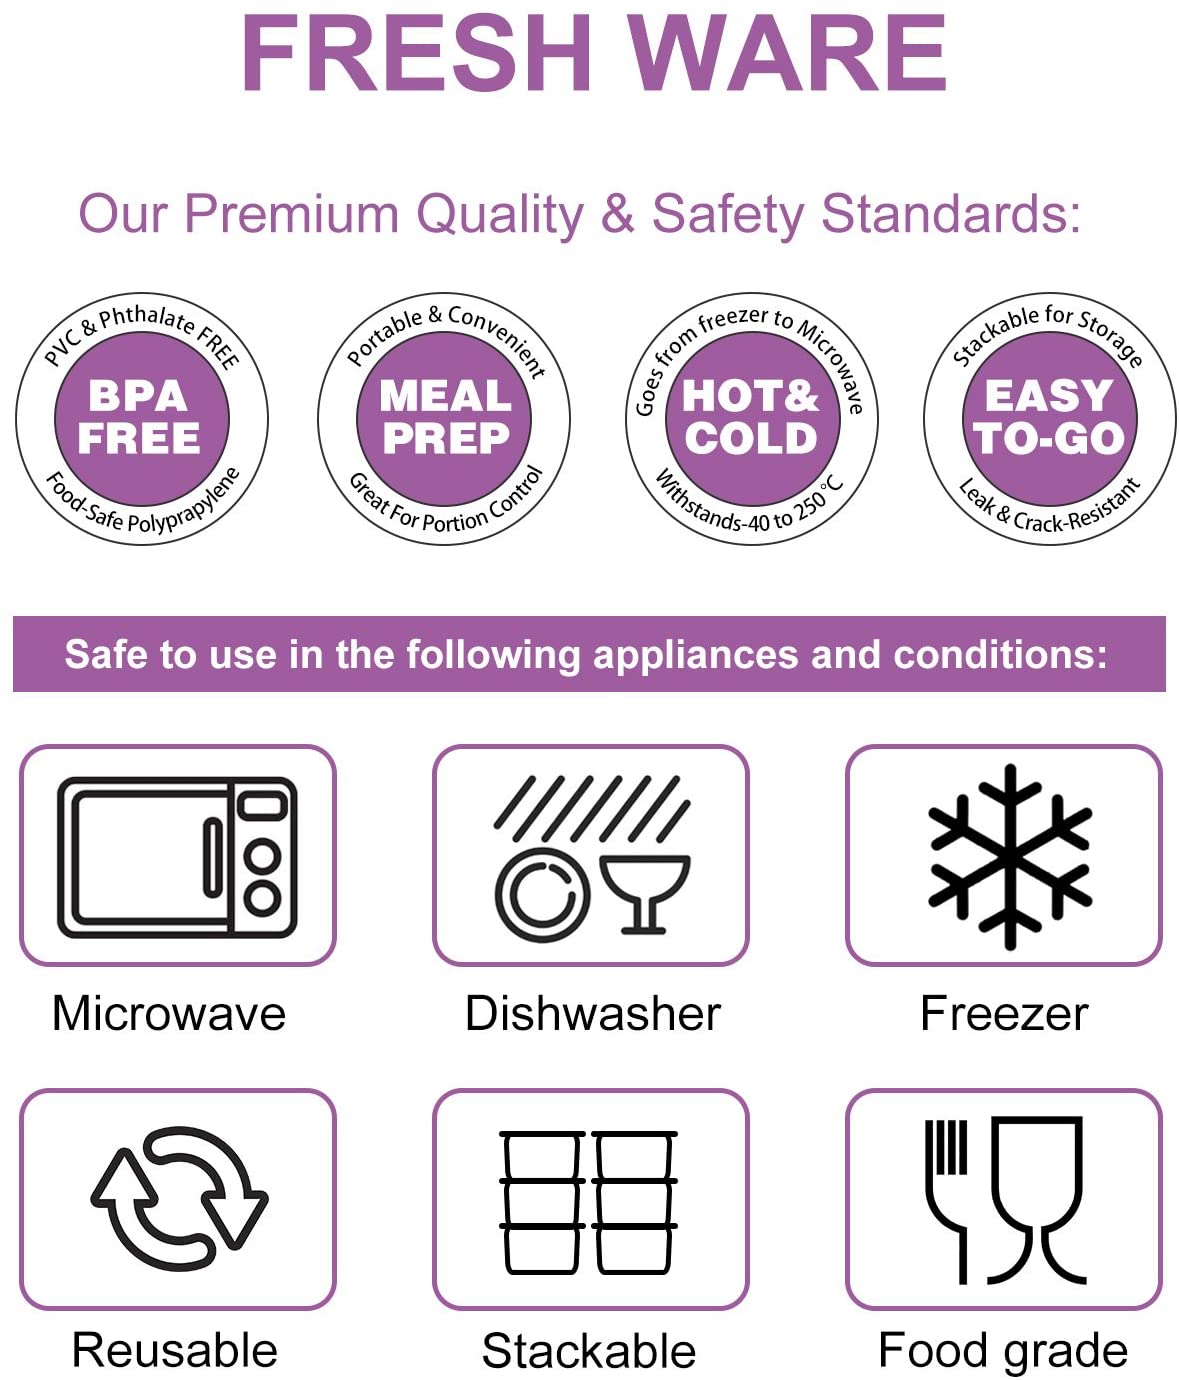 FRESH WARE
Our Premium Quality & Safety Standards:
PVC & Phthalate FREE
BPA
FREE
Food-Safe Polyprapylene
Portable & Convenient
MEAL
PREP
Great For Portion Control
Goes from freezer to Microwave
HOT&
COLD
Withstands-40 to 250°C
Stackable for Storage
EASY
TO-GO
Leak & Crack-Resistant
Safe to use in the following appliances and conditions:
Microwave
Dishwasher
Freezer
Reusable
Stackable
Food grade